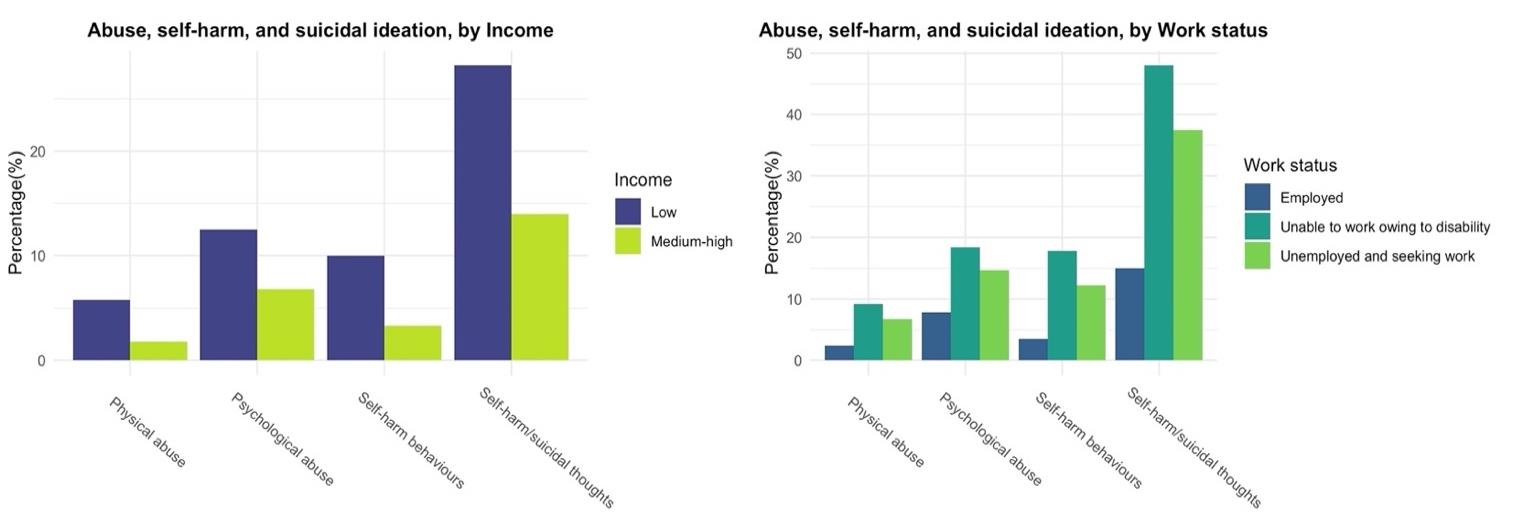 Abuse, self-harm, and suicidal ideation, by Income
Percentage(%)
20
10
0
Physical abuse
Psychological abuse
Self-harm behaviours
Self-harm/suicidal thoughts
Income
Low
Medium-high
Abuse, self-harm, and suicidal ideation, by Work status
Percentage(%)
50
40
30
20
10
0
Physical abuse
Psychological abuse
Self-harm behaviours
Self-harm/suicidal thoughts
Work status
Employed
Unable to work owing to disability
Unemployed and seeking work